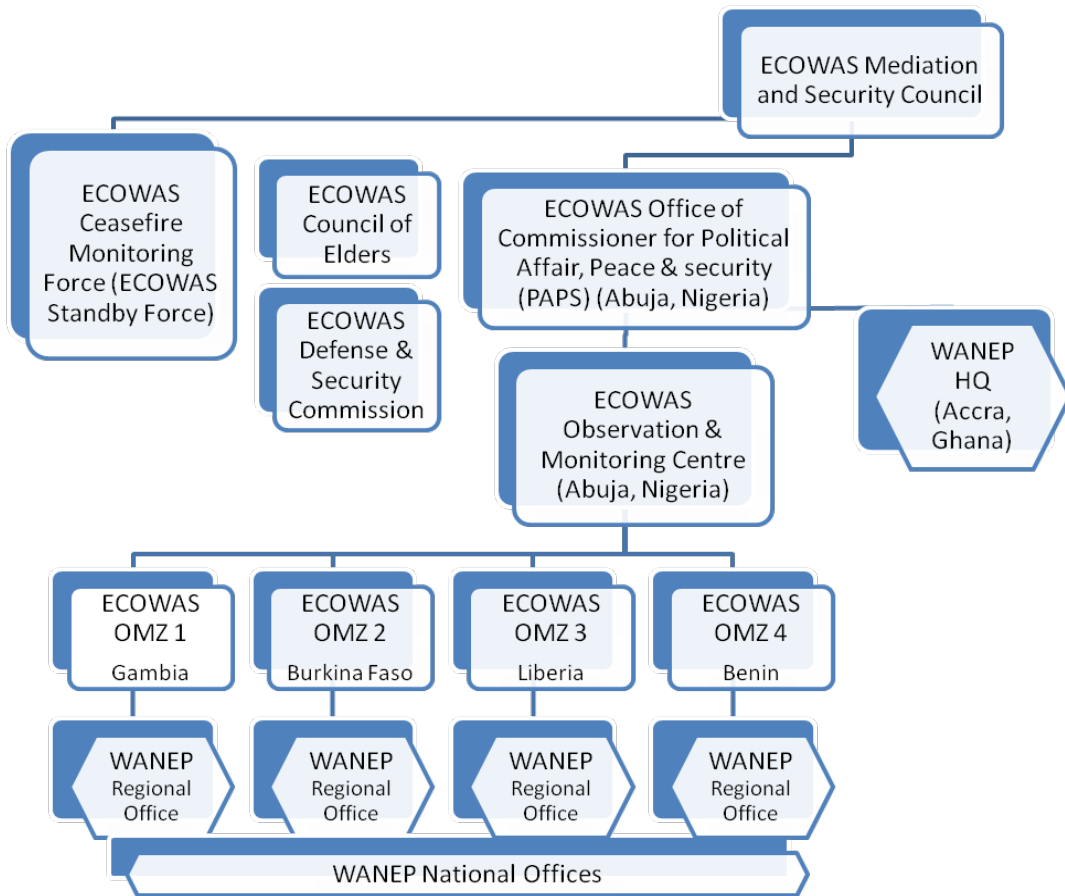 ECOWAS Mediation
and Security Council
ECOWAS
Ceasefire
Monitoring
Force (ECOWAS
Standby Force)
ECOWAS
Council of
Elders
ECOWAS
Defense &
Security
Commission
ECOWAS Office of
Commissioner for Political
Affair, Peace & security
(PAPS) (Abuja, Nigeria)
WANEP
HQ
(Accra,
Ghana)
ECOWAS
Observation &
Monitoring Centre
(Abuja, Nigeria)
ECOWAS
OMZ 1
Gambia
ECOWAS
OMZ 2
Burkina Faso
ECOWAS
OMZ 3
Liberia
ECOWAS
OMZ 4
Benin
WANEP
Regional
Office
WANEP
Regional
Office
WANEP
Regional
Office
WANEP
Regional
Office
WANEP National Offices